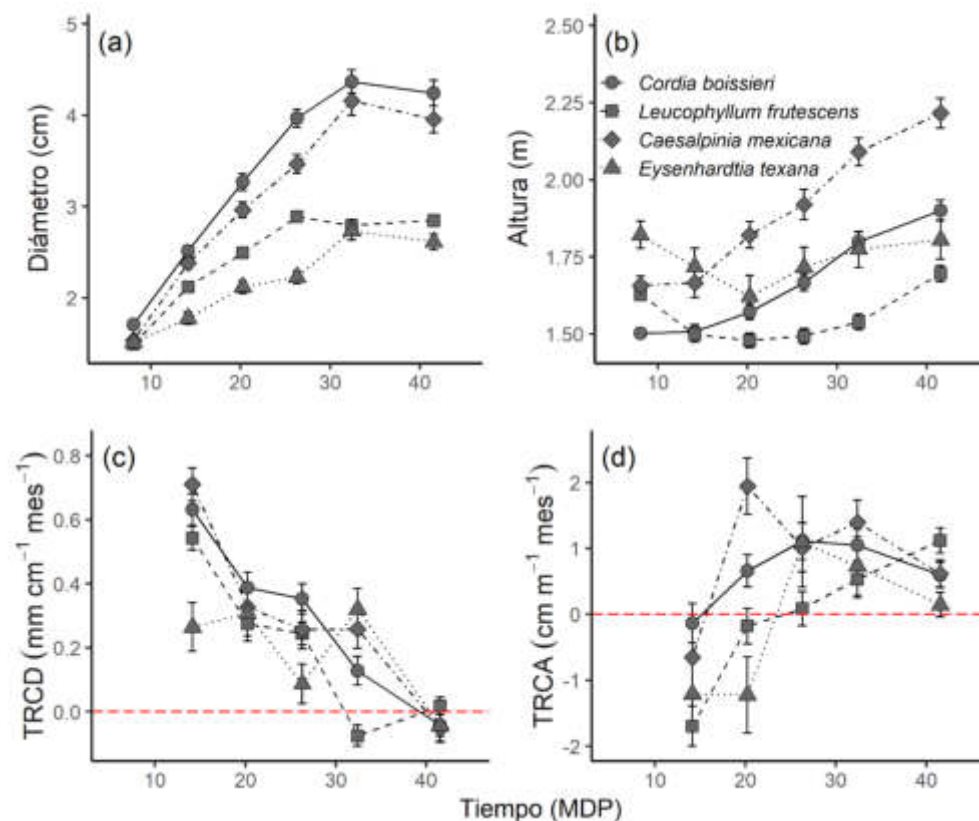 (a)
Diámetro (cm)
5
4
3
2
10 20 30 40
(b)
Altura (m)
2.50
2.25
2.00
1.75
1.50
Cordia boissieri
Leucophyllum frutescens
Caesalpinia mexicana
Eysenhardtia texana
10 20 30 40
(c)
TRCD (mm cm⁻¹ mes⁻¹)
0.8
0.6
0.4
0.2
0.0
10 20 30 40
(d)
TRCA (cm m⁻¹ mes⁻¹)
2
1
0
-1
-2
10 20 30 40
Tiempo (MDP)